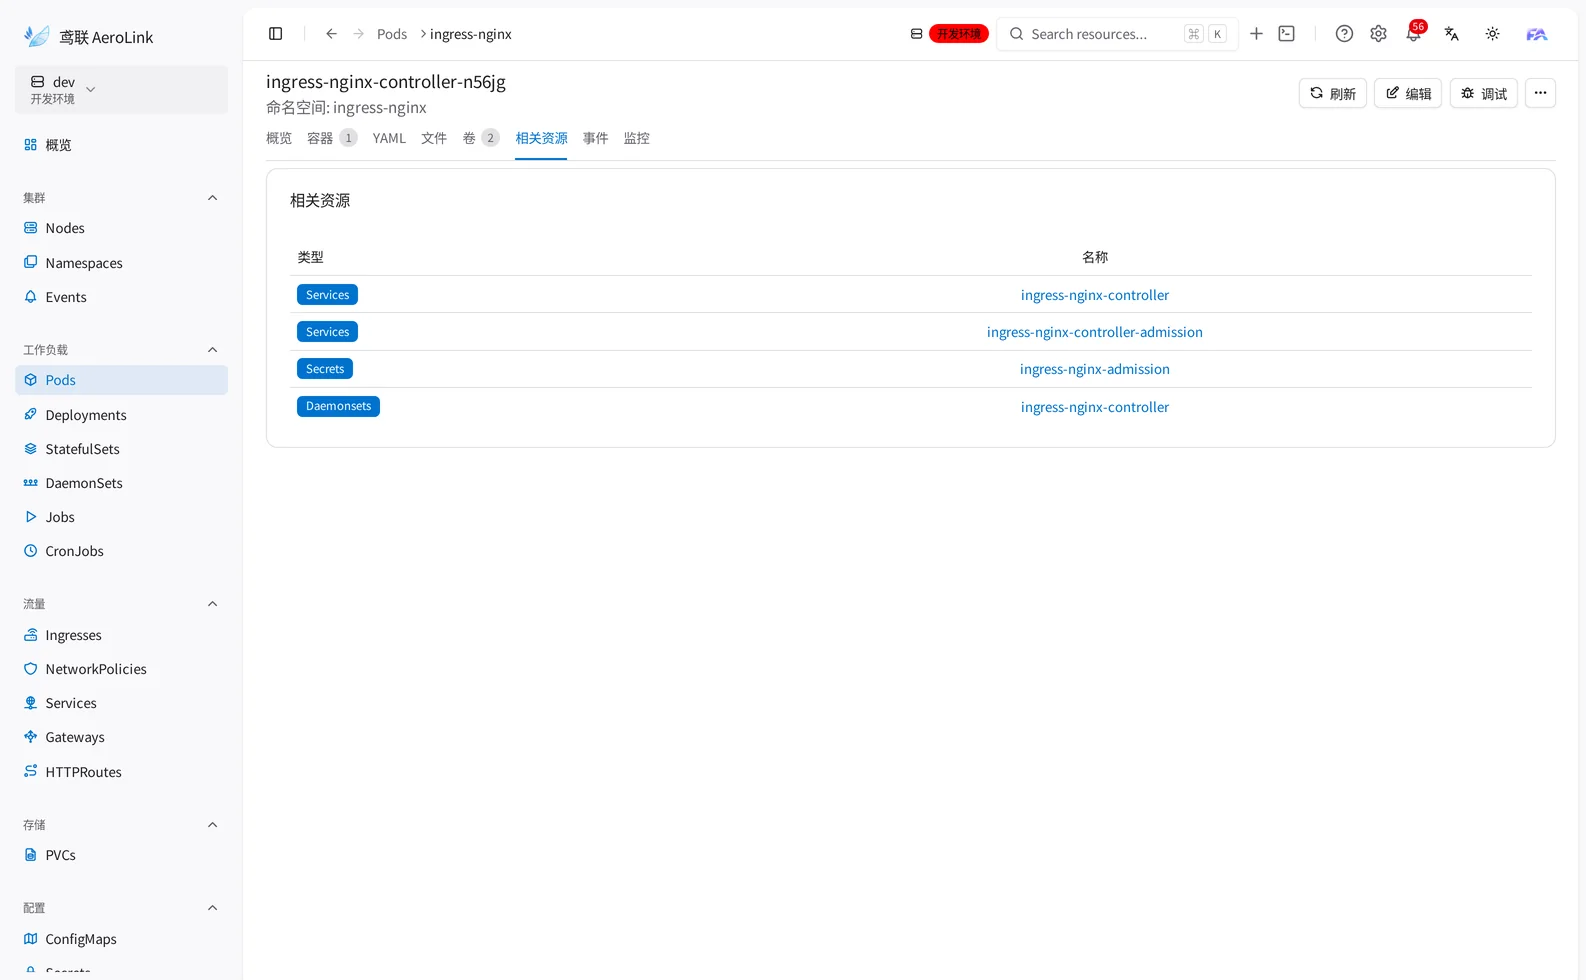 鸢联 AeroLink
dev
开发环境
概览
集群
Nodes
Namespaces
Events
工作负载
Pods
Deployments
StatefulSets
DaemonSets
Jobs
CronJobs
流量
Ingresses
NetworkPolicies
Services
Gateways
HTTPRoutes
存储
PVCs
配置
ConfigMaps
Secrets
Pods
ingress-nginx
开发环境
Search resources...
⌘ K
56
ingress-nginx-controller-n56jg
命名空间: ingress-nginx
刷新
编辑
调试
概览 容器 1 YAML 文件 卷 2 相关资源 事件 监控
相关资源
类型 名称
Services ingress-nginx-controller
Services ingress-nginx-controller-admission
Secrets ingress-nginx-admission
Daemonsets ingress-nginx-controller